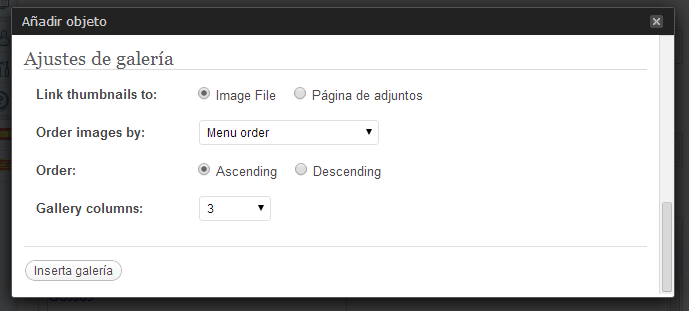 Añadir objeto
Ajustes de galería
Link thumbnails to: Image File Página de adjuntos
Order images by: Menu order
Order: Ascending Descending
Gallery columns: 3
Inserta galería